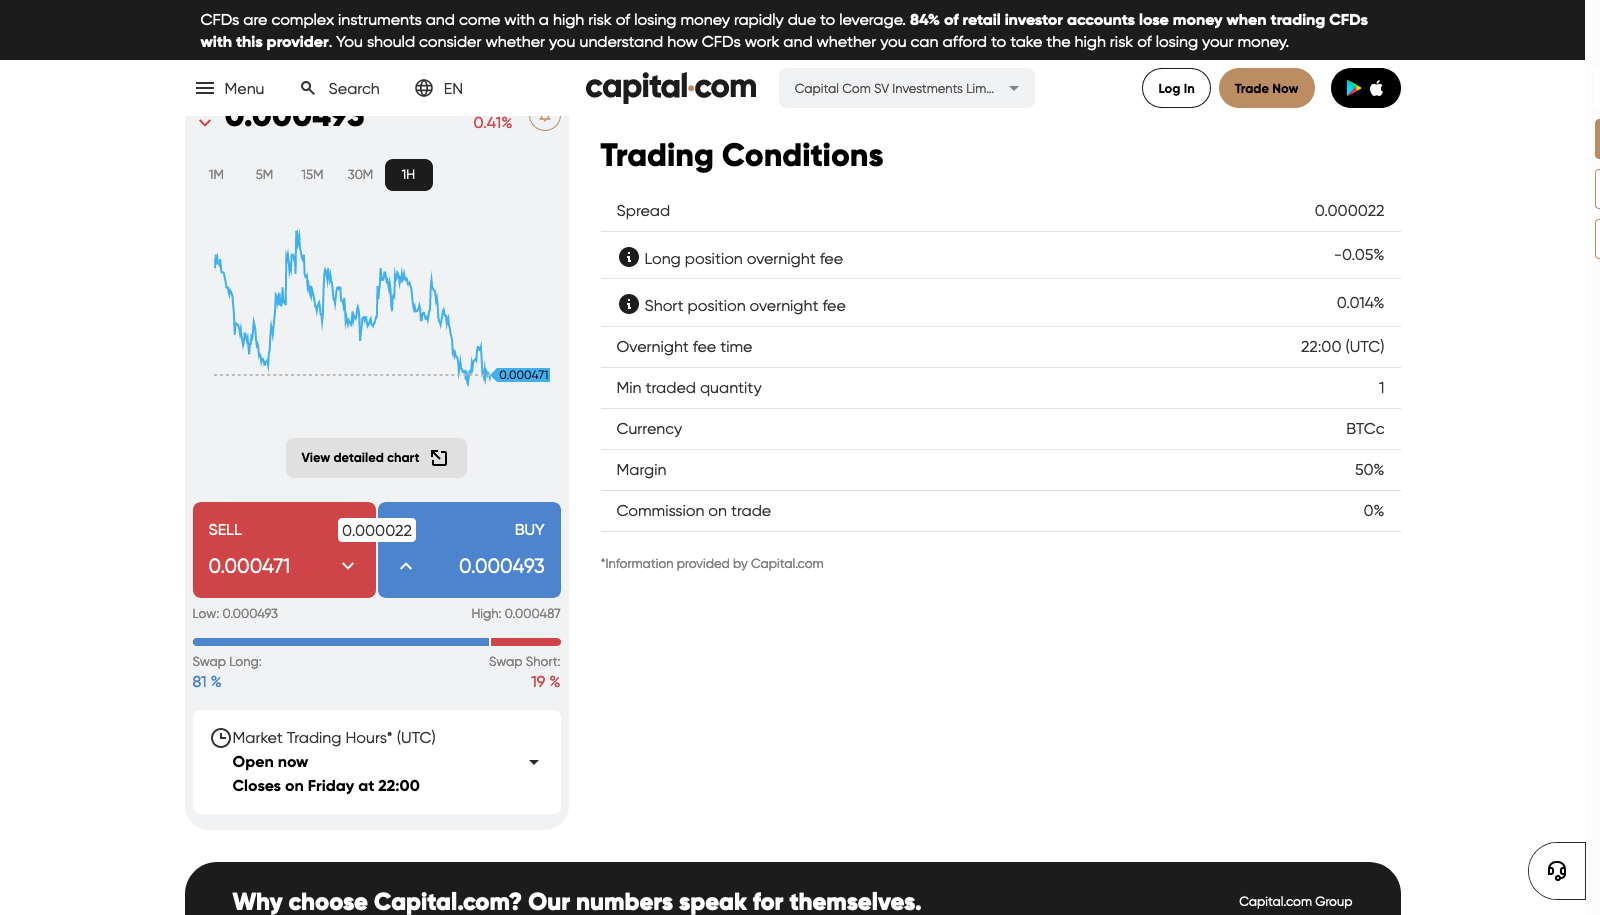 CFDs are complex instruments and come with a high risk of losing money rapidly due to leverage. 84% of retail investor accounts lose money when trading CFDs
with this provider. You should consider whether you understand how CFDs work and whether you can afford to take the high risk of losing your money.
Menu
Search
EN
capital.com
Capital Com SV Investments Lim...
Log In
Trade Now
0.000493
0.41%
1M
5M
15M
30M
1H
0.000471
View detailed chart
SELL
0.000022
BUY
0.000471
0.000493
Low: 0.000493
High: 0.000487
Swap Long:
Swap Short:
81 %
19 %
Market Trading Hours* (UTC)
Open now
Closes on Friday at 22:00
Trading Conditions
Spread
0.000022
Long position overnight fee
-0.05%
Short position overnight fee
0.014%
Overnight fee time
22:00 (UTC)
Min traded quantity
1
Currency
BTCc
Margin
50%
Commission on trade
0%
*Information provided by Capital.com
Why choose Capital.com? Our numbers speak for themselves.
Capital.com Group